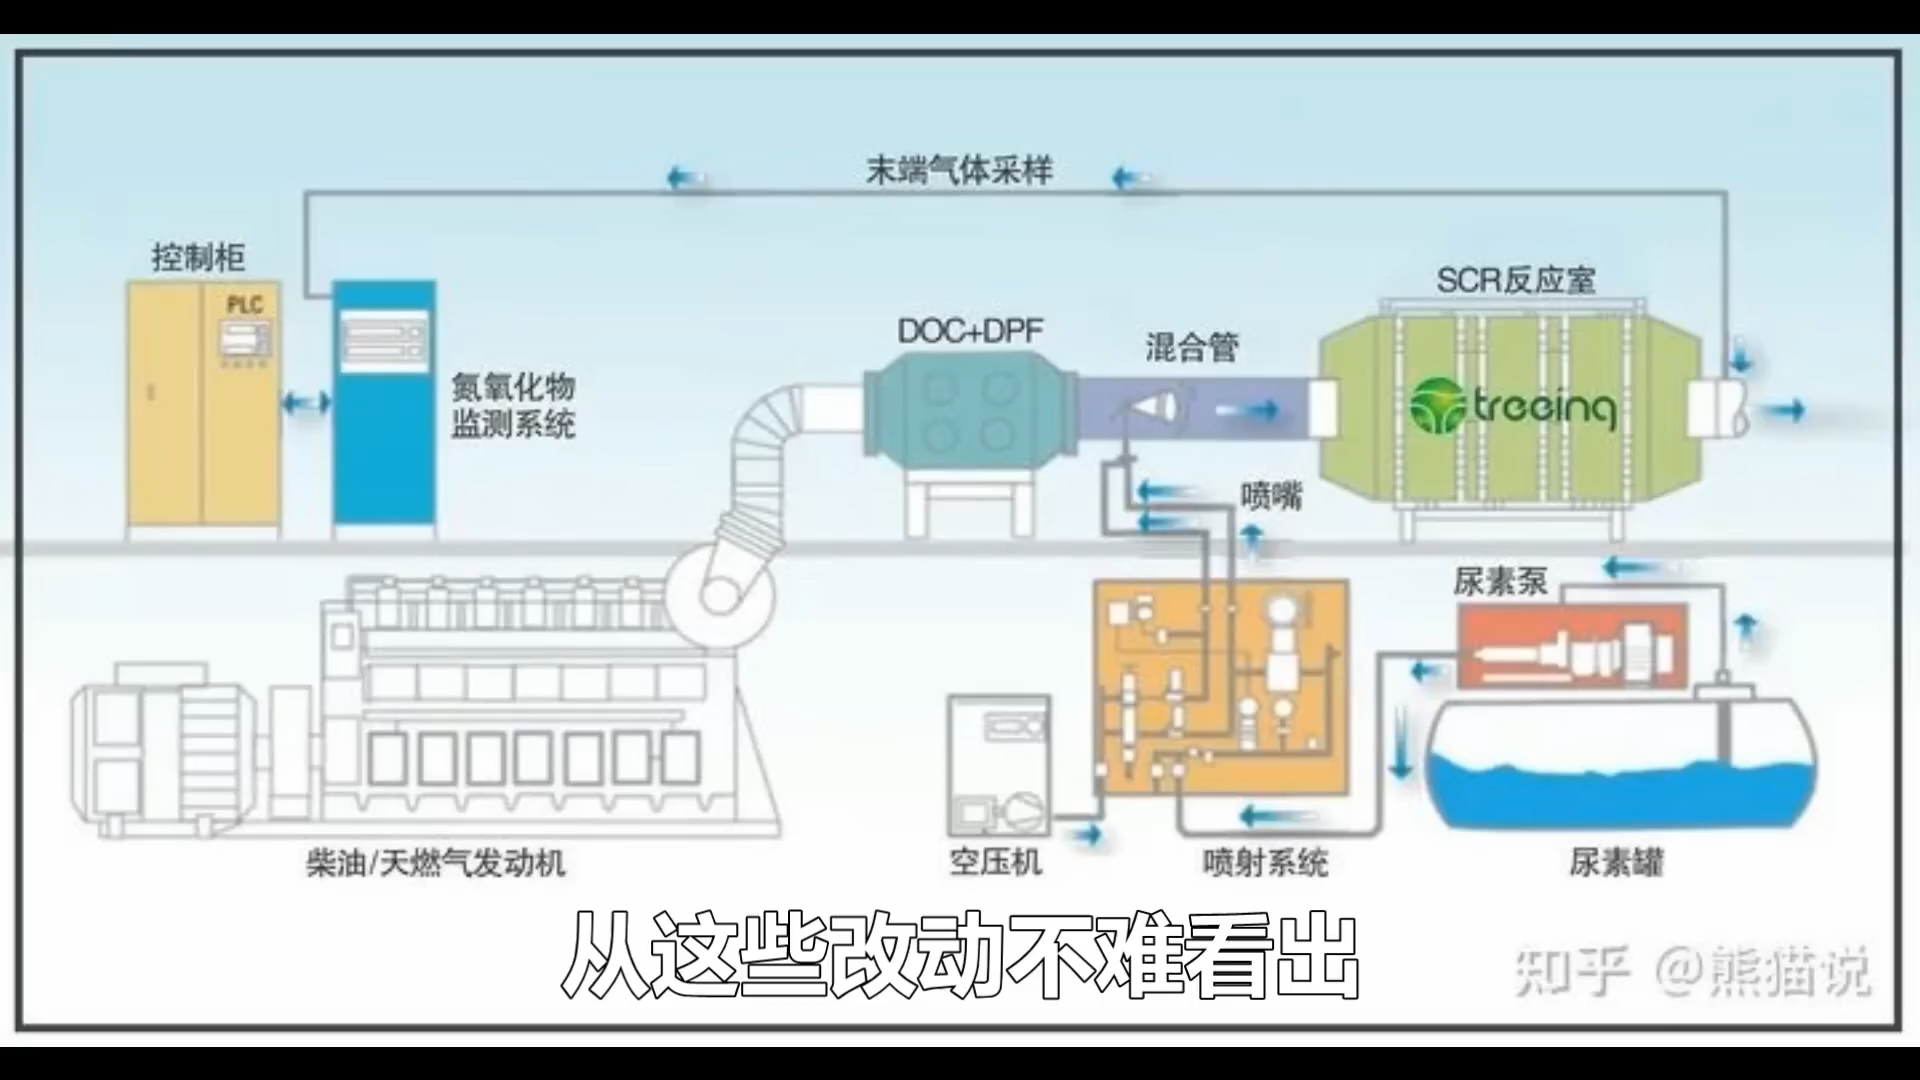 末端气体采样
控制柜
PLC
氮氧化物
监测系统
DOC+DPF
混合管
SCR反应室
treeing
喷嘴
尿素泵
柴油/天燃气发动机
空压机
喷射系统
尿素罐
从这些改动不难看出
知乎 @熊猫说